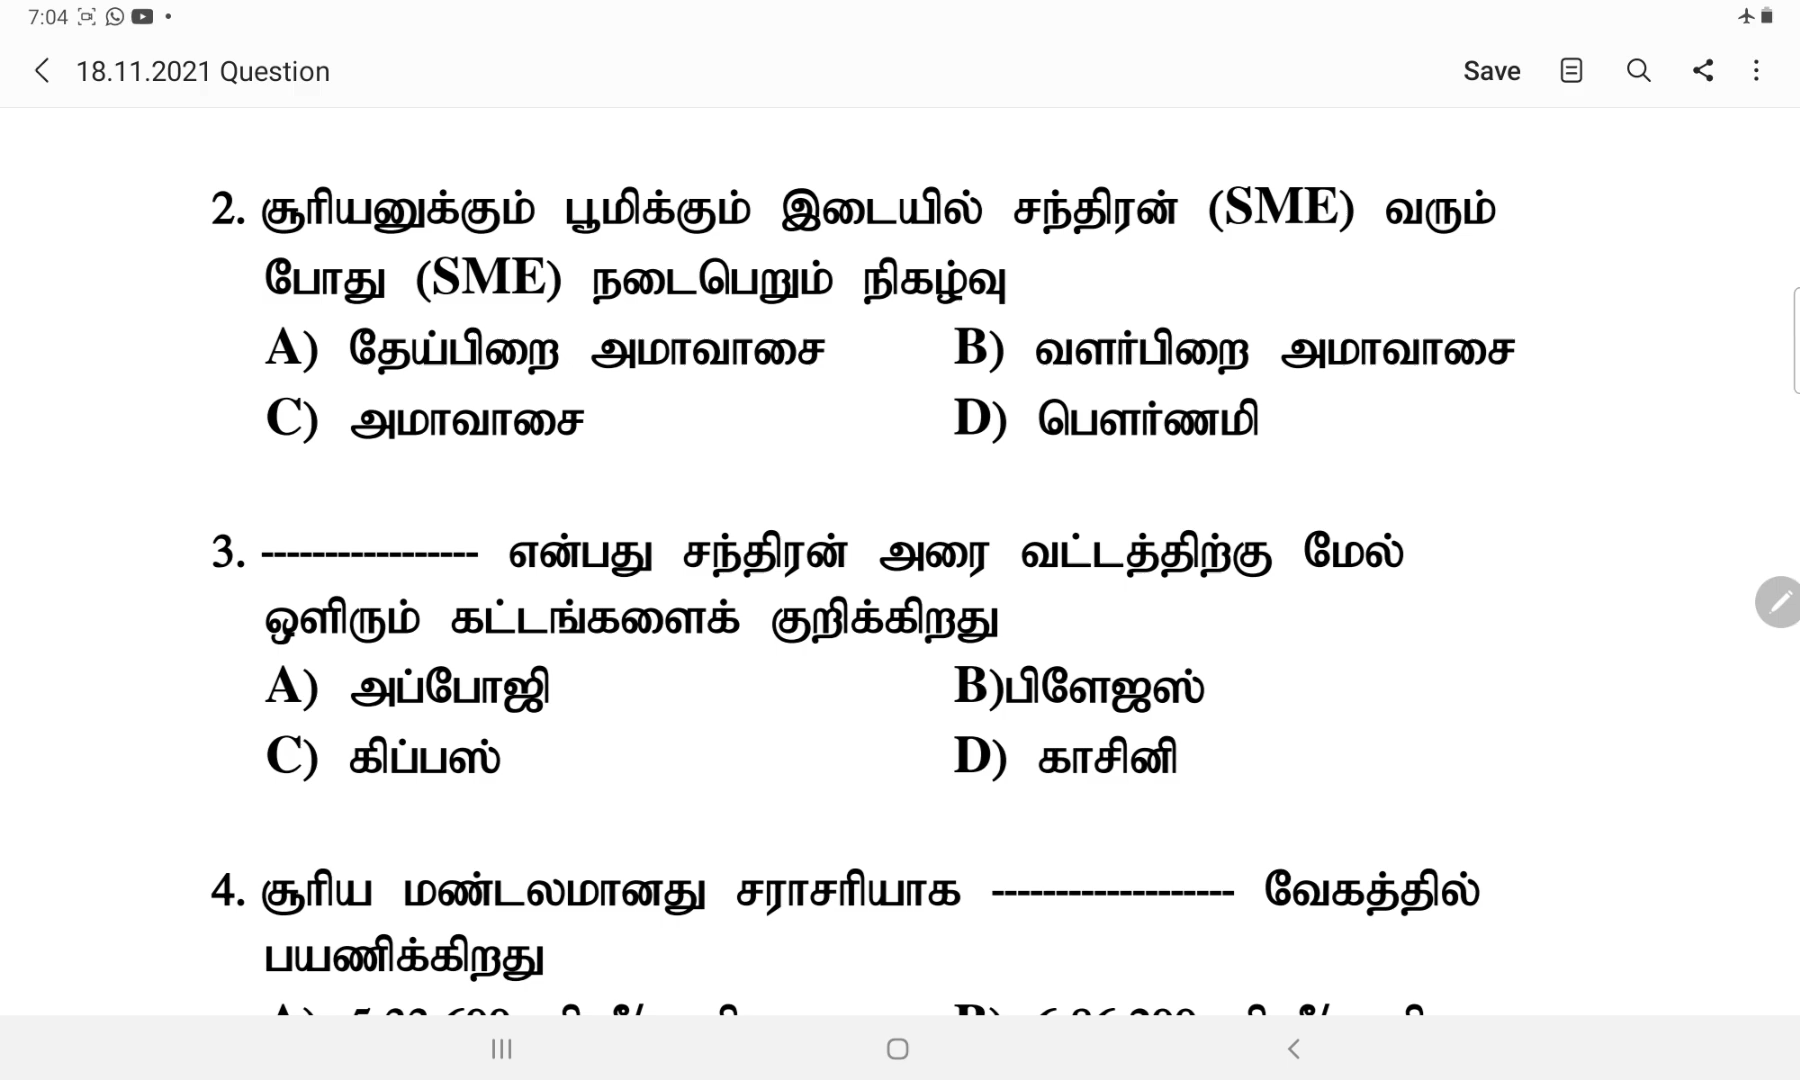 7:04
18.11.2021 Question
Save
2. சூரியனுக்கும் பூமிக்கும் இடையில் சந்திரன் (SME) வரும்
போது (SME) நடைபெறும் நிகழ்வு
A) தேய்பிறை அமாவாசை B) வளர்பிறை அமாவாசை
C) அமாவாசை D) பௌர்ணமி
3. ----------------- என்பது சந்திரன் அரை வட்டத்திற்கு மேல்
ஒளிரும் கட்டங்களைக் குறிக்கிறது
A) அப்போஜி B)பிளேஜஸ்
C) கிப்பஸ் D) காசினி
4. சூரிய மண்டலமானது சராசரியாக ------------------- வேகத்தில்
பயணிக்கிறது